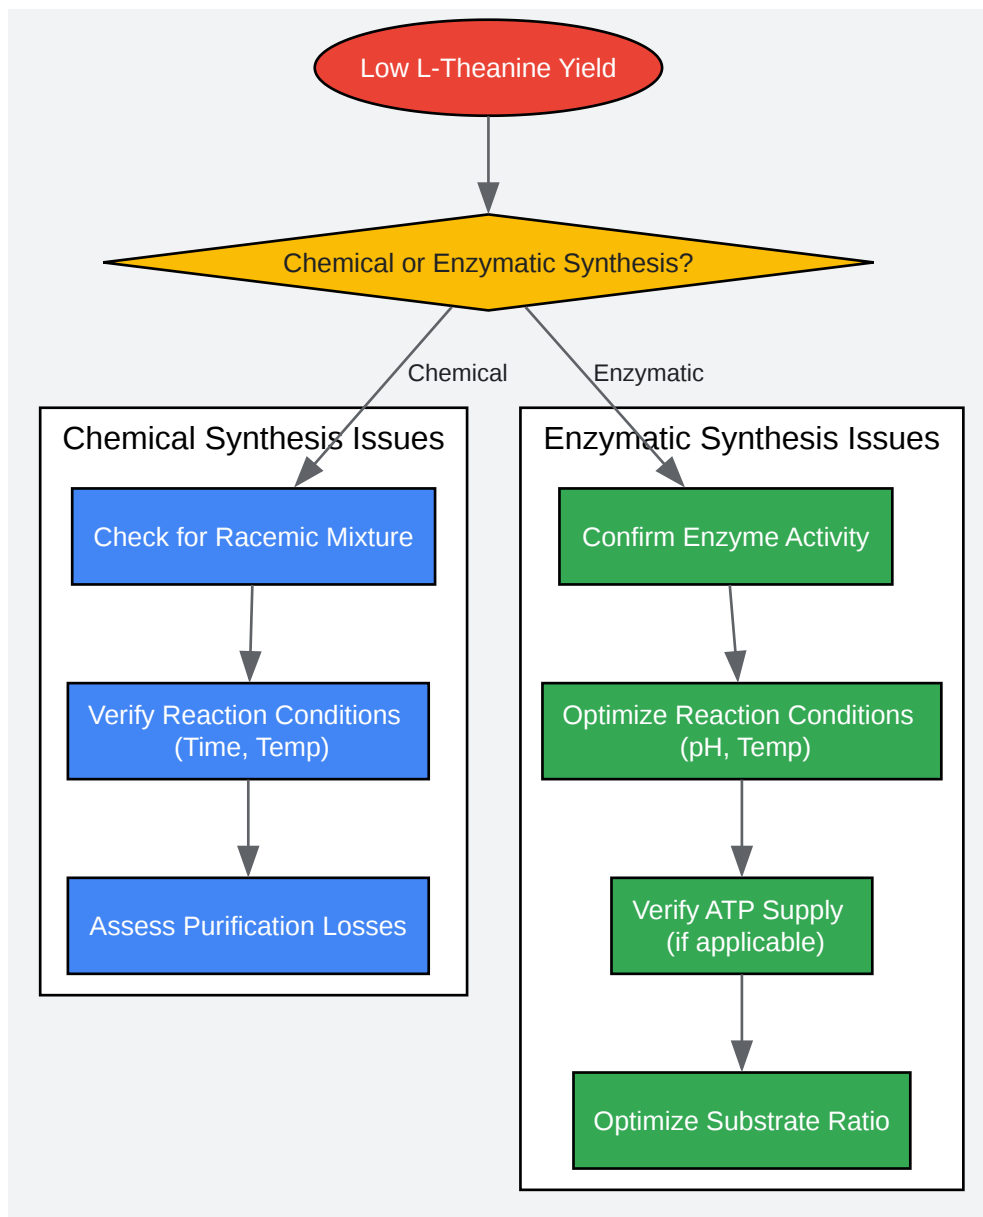 Low L-Theanine Yield
Chemical or Enzymatic Synthesis?
Chemical
Enzymatic
Chemical Synthesis Issues
Check for Racemic Mixture
Verify Reaction Conditions
(Time, Temp)
Assess Purification Losses
Enzymatic Synthesis Issues
Confirm Enzyme Activity
Optimize Reaction Conditions
(pH, Temp)
Verify ATP Supply
(if applicable)
Optimize Substrate Ratio